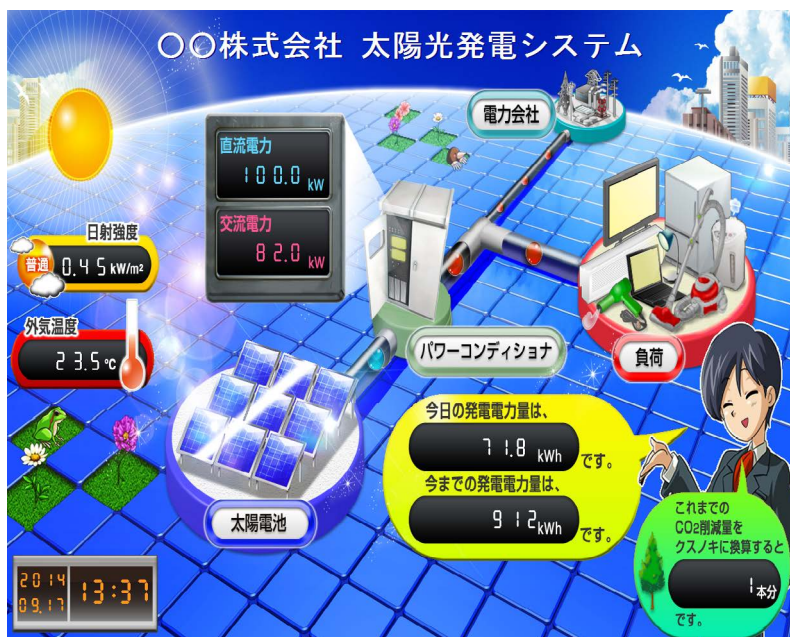 〇〇株式会社 太陽光発電システム
電力会社
直流電力
100.0 kW
交流電力
82.0 kW
日射強度
普通 0.45 kW/m²
外気温度
23.5 ℃
パワーコンディショナ
負荷
太陽電池
今日の発電電力量は、
71.8 kWh です。
今までの発電電力量は、
912 kWh です。
これまでの
CO2削減量を
クスノキに換算すると
1 本分
です。
2014
09.17
13:37